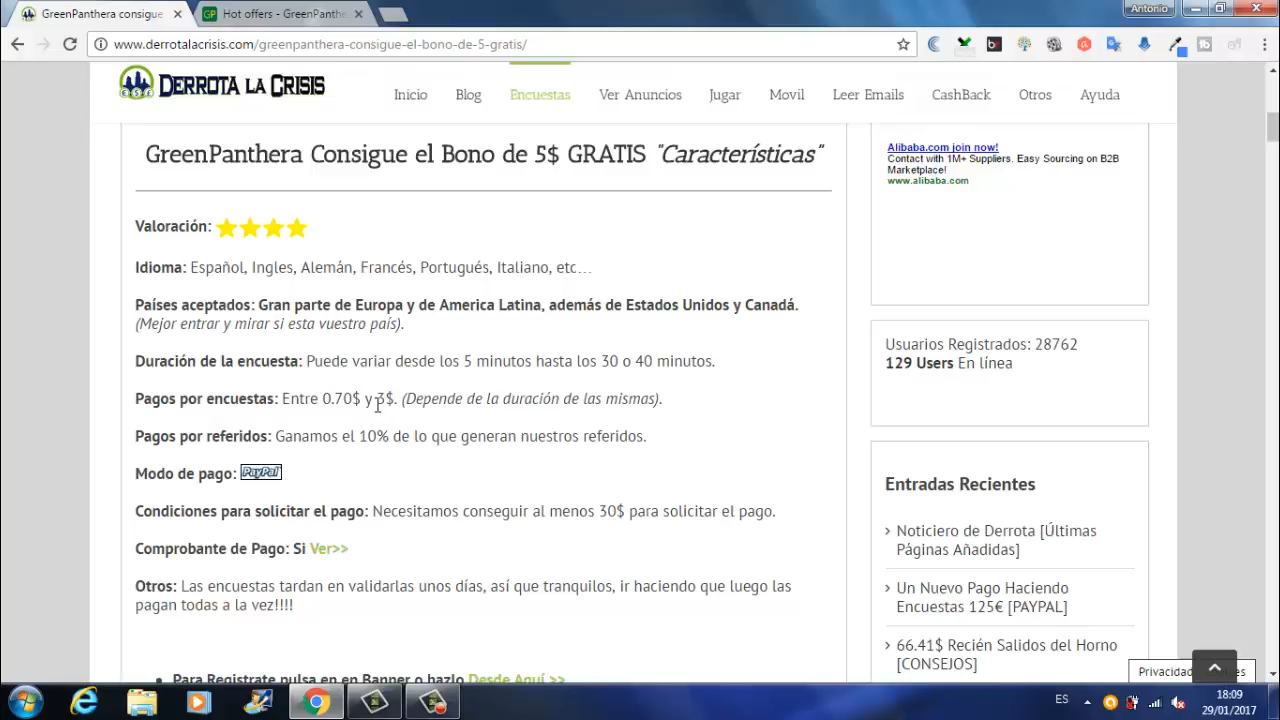 GreenPanthera consigue
Hot offers - GreenPanthe
Antonio
www.derrotalacrisis.com/greenpanthera-consigue-el-bono-de-5-gratis/
DERROTA LA CRISIS
Inicio Blog Encuestas Ver Anuncios Jugar Movil Leer Emails CashBack Otros Ayuda
GreenPanthera Consigue el Bono de 5$ GRATIS "Características"
Valoración:
Idioma: Español, Ingles, Alemán, Francés, Portugués, Italiano, etc…
Países aceptados: Gran parte de Europa y de America Latina, además de Estados Unidos y Canadá.
(Mejor entrar y mirar si esta vuestro país).
Duración de la encuesta: Puede variar desde los 5 minutos hasta los 30 o 40 minutos.
Pagos por encuestas: Entre 0.70$ y 3$. (Depende de la duración de las mismas).
Pagos por referidos: Ganamos el 10% de lo que generan nuestros referidos.
Modo de pago: PayPal
Condiciones para solicitar el pago: Necesitamos conseguir al menos 30$ para solicitar el pago.
Comprobante de Pago: Si Ver>>
Otros: Las encuestas tardan en validarlas unos días, así que tranquilos, ir haciendo que luego las
pagan todas a la vez!!!!
Para Registrate pulsa en en Banner o hazlo Desde Aquí >>
Alibaba.com join now!
Contact with 1M+ Suppliers. Easy Sourcing on B2B
Marketplace!
www.alibaba.com
Usuarios Registrados: 28762
129 Users En línea
Entradas Recientes
Noticiero de Derrota [Últimas
Páginas Añadidas]
Un Nuevo Pago Haciendo
Encuestas 125€ [PAYPAL]
66.41$ Recién Salidos del Horno
[CONSEJOS]
ES
18:09
29/01/2017